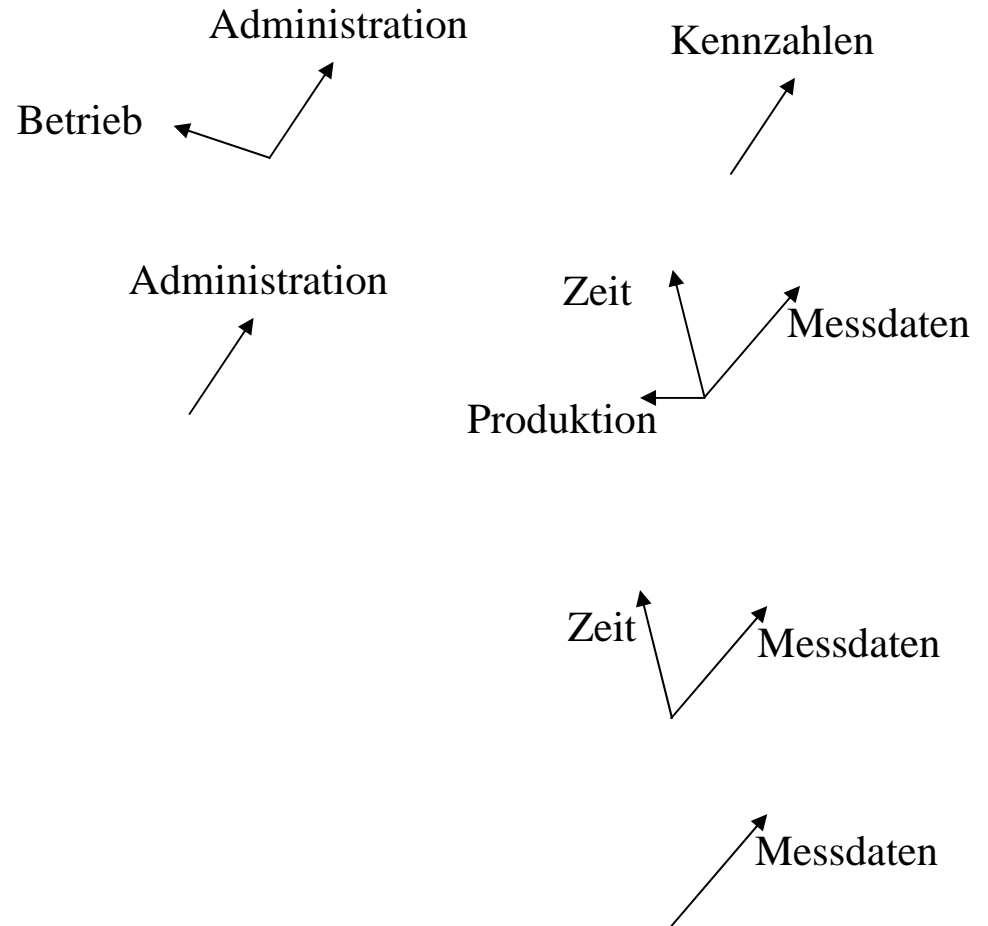 Administration
Kennzahlen
Betrieb
Administration
Zeit
Messdaten
Produktion
Zeit
Messdaten
Messdaten